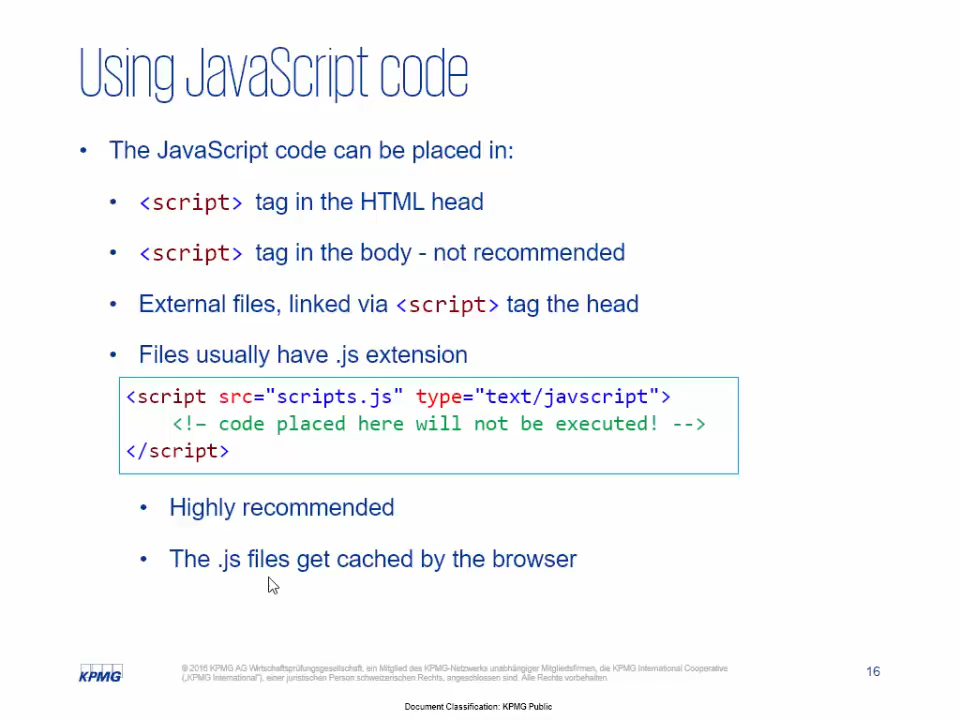 Using JavaScript code
• The JavaScript code can be placed in:
• <script> tag in the HTML head
• <script> tag in the body - not recommended
• External files, linked via <script> tag the head
• Files usually have .js extension
<script src="scripts.js" type="text/javscript">
<!– code placed here will not be executed! -->
</script>
• Highly recommended
• The .js files get cached by the browser
KPMG
© 2016 KPMG AG Wirtschaftsprüfungsgesellschaft, ein Mitglied des KPMG-Netzwerks unabhängiger Mitgliedsfirmen, die KPMG International Cooperative
(„KPMG International"), einer juristischen Person schweizerischen Rechts, angeschlossen sind. Alle Rechte vorbehalten.
16
Document Classification: KPMG Public